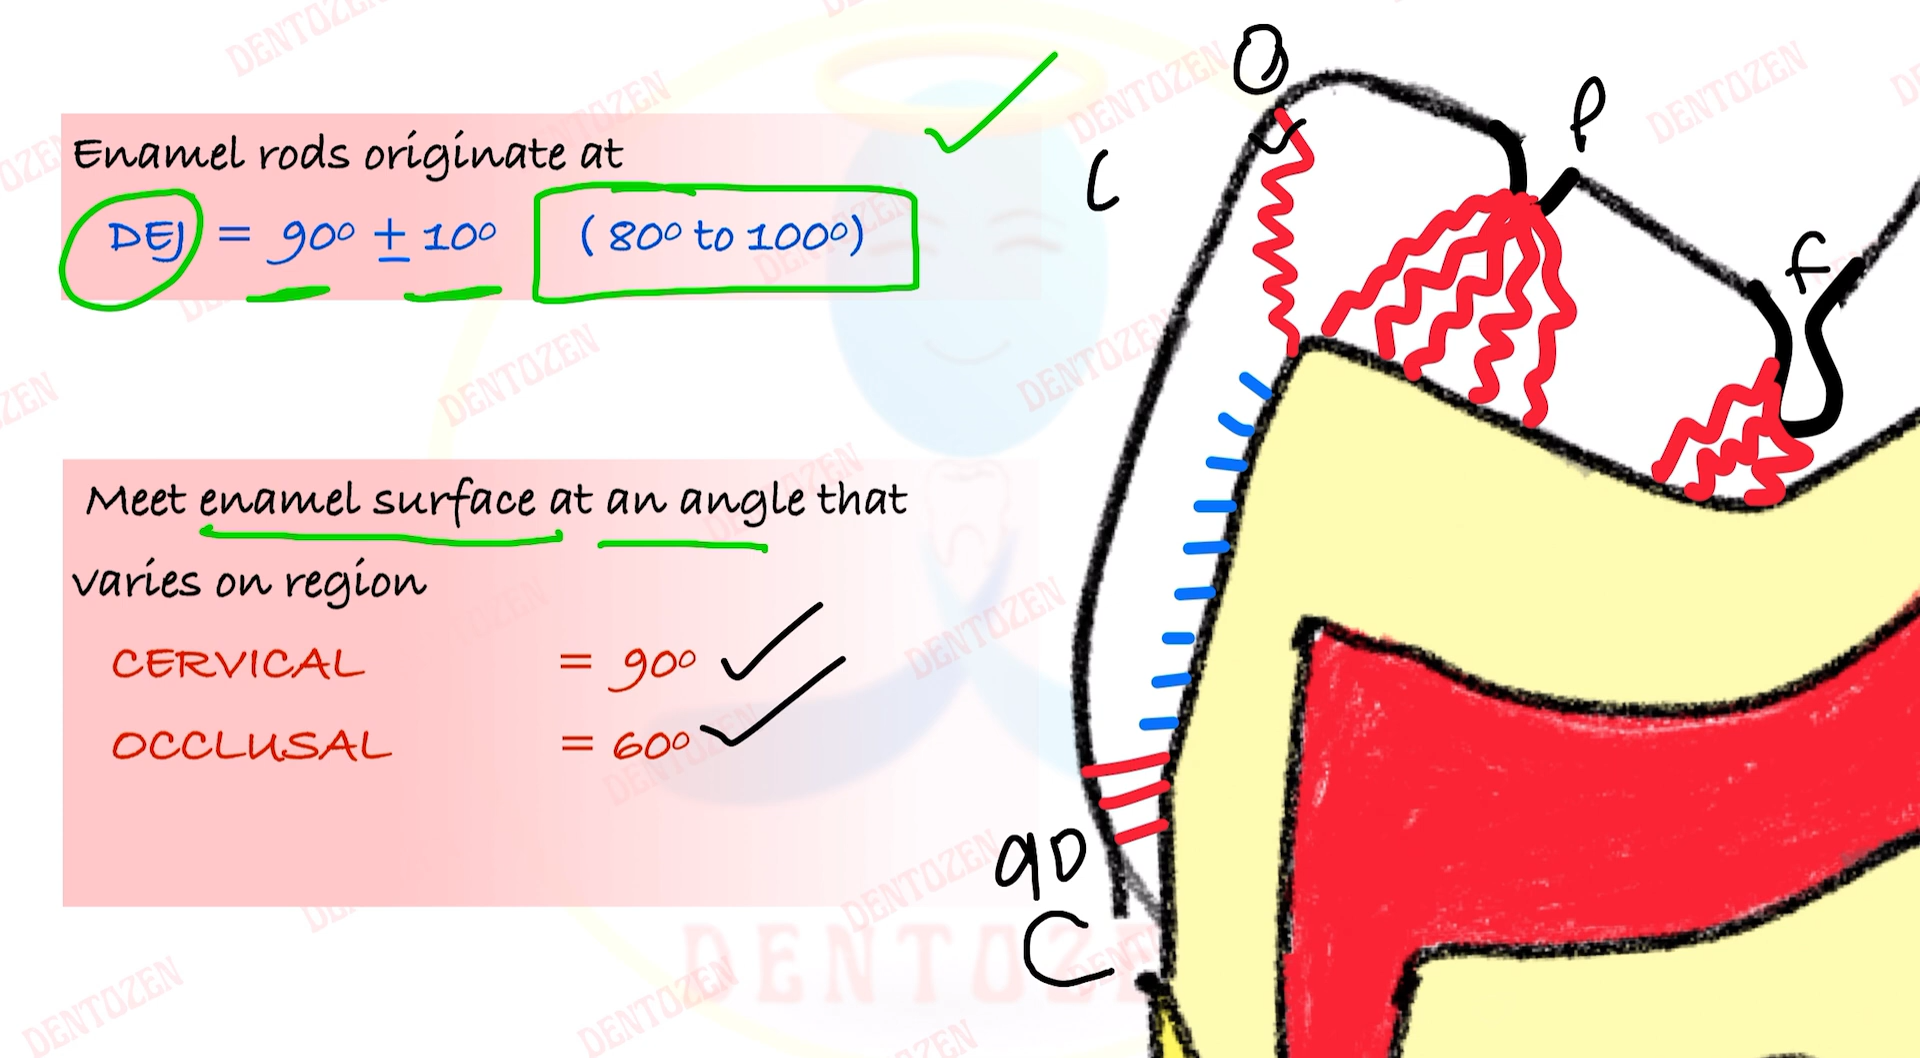 Enamel rods originate at
DEJ = 90° ± 10° (80° to 100°)
Meet enamel surface at an angle that
varies on region
CERVICAL = 90°
OCCLUSAL = 60°
O
P
C
f
90
C
DENTOZEN